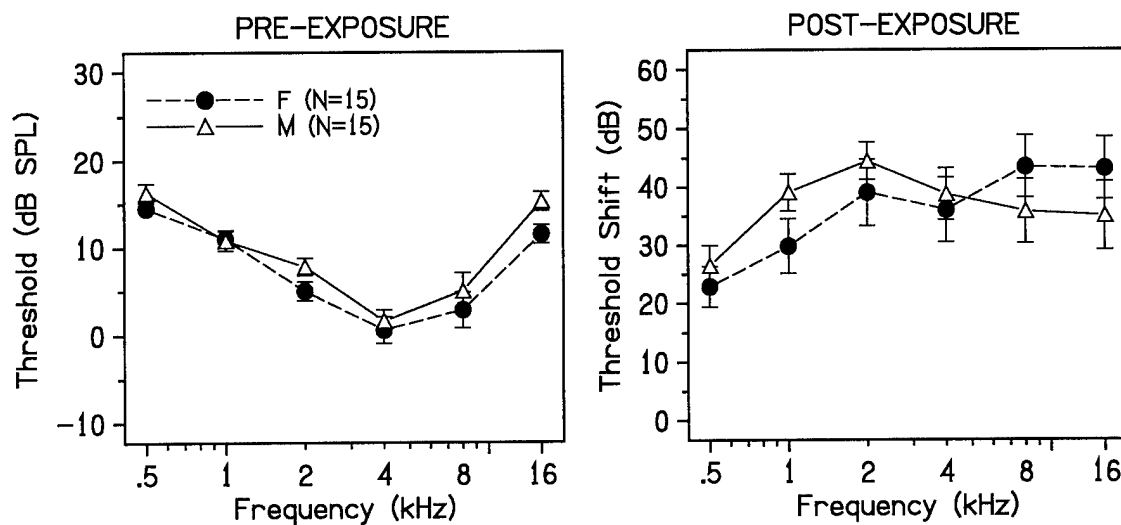 PRE-EXPOSURE
Threshold (dB SPL)
30
20
10
0
-10
F (N=15)
M (N=15)
.5 1 2 4 8 16
Frequency (kHz)
POST-EXPOSURE
Threshold Shift (dB)
60
50
40
30
20
10
0
.5 1 2 4 8 16
Frequency (kHz)